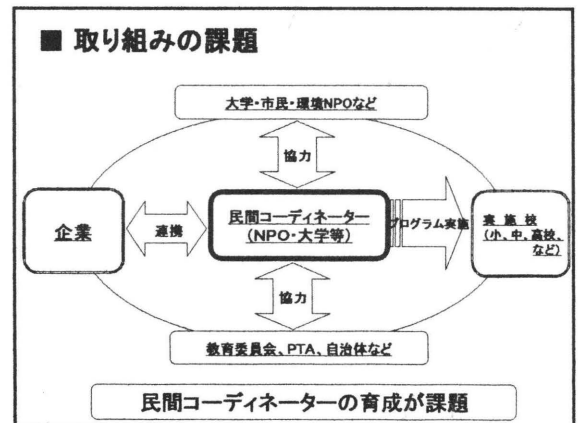 ■ 取り組みの課題
大学・市民・環境NPOなど
協力
企業
連携
民間コーディネーター
(NPO・大学等)
プログラム実施
実施校
(小、中、高校、
など)
協力
教育委員会、PTA、自治体など
民間コーディネーターの育成が課題